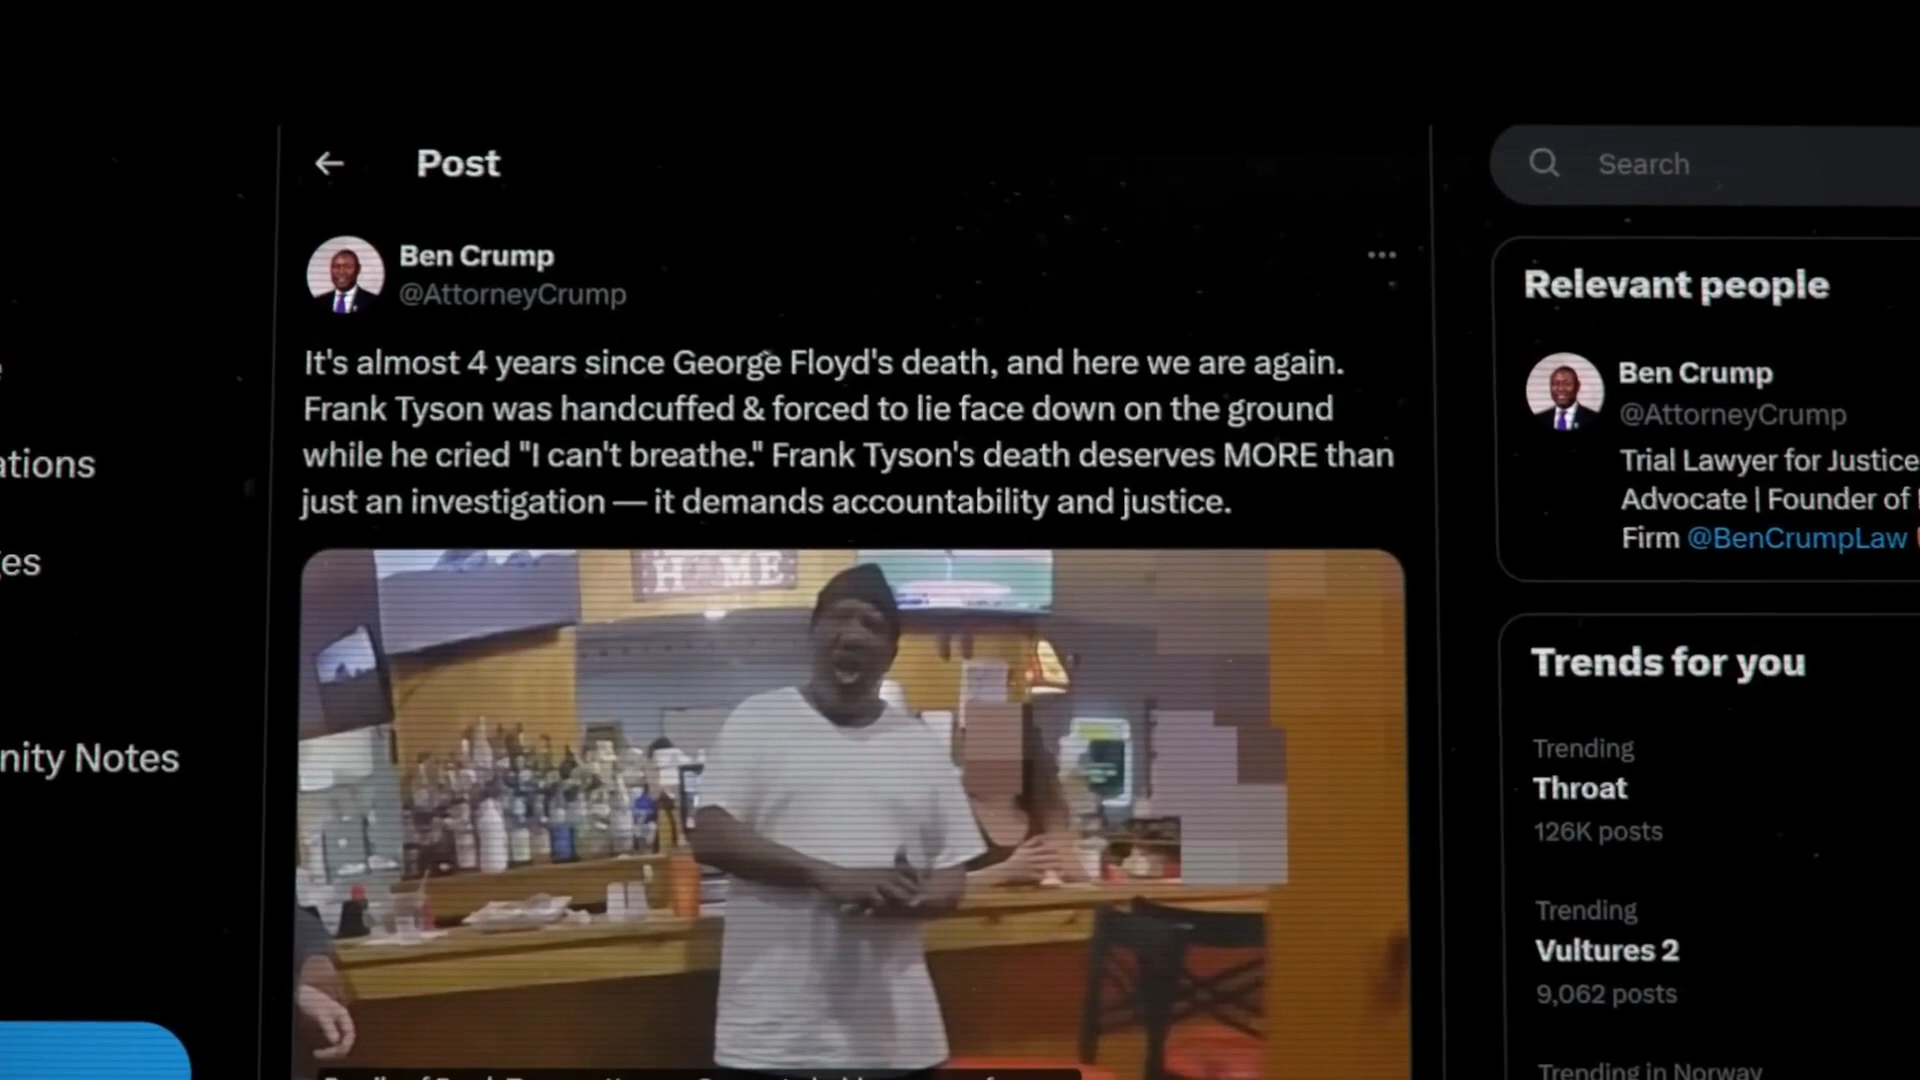 Post
Search
Ben Crump
@AttorneyCrump
It's almost 4 years since George Floyd's death, and here we are again.
Frank Tyson was handcuffed & forced to lie face down on the ground
while he cried "I can't breathe." Frank Tyson's death deserves MORE than
just an investigation — it demands accountability and justice.
HOME
ations
es
nity Notes
Relevant people
Ben Crump
@AttorneyCrump
Trial Lawyer for Justice
Advocate | Founder of
Firm @BenCrumpLaw
Trends for you
Trending
Throat
126K posts
Trending
Vultures 2
9,062 posts
Trending in Norway